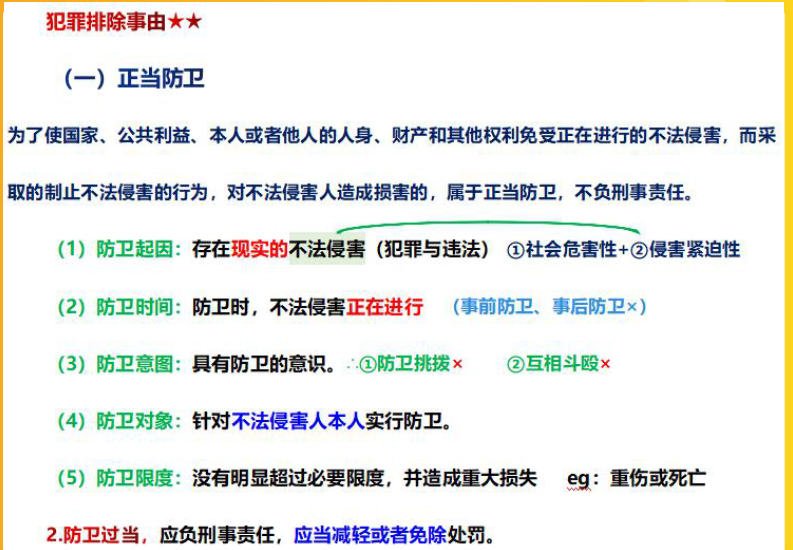 犯罪排除事由★★
（一）正当防卫
为了使国家、公共利益、本人或者他人的人身、财产和其他权利免受正在进行的不法侵害，而采
取的制止不法侵害的行为，对不法侵害人造成损害的，属于正当防卫，不负刑事责任。
（1）防卫起因：存在现实的不法侵害（犯罪与违法） ①社会危害性+②侵害紧迫性
（2）防卫时间：防卫时，不法侵害正在进行 （事前防卫、事后防卫×）
（3）防卫意图：具有防卫的意识。∴①防卫挑拨× ②互相斗殴×
（4）防卫对象：针对不法侵害人本人实行防卫。
（5）防卫限度：没有明显超过必要限度，并造成重大损失 eg：重伤或死亡
2.防卫过当，应负刑事责任，应当减轻或者免除处罚。